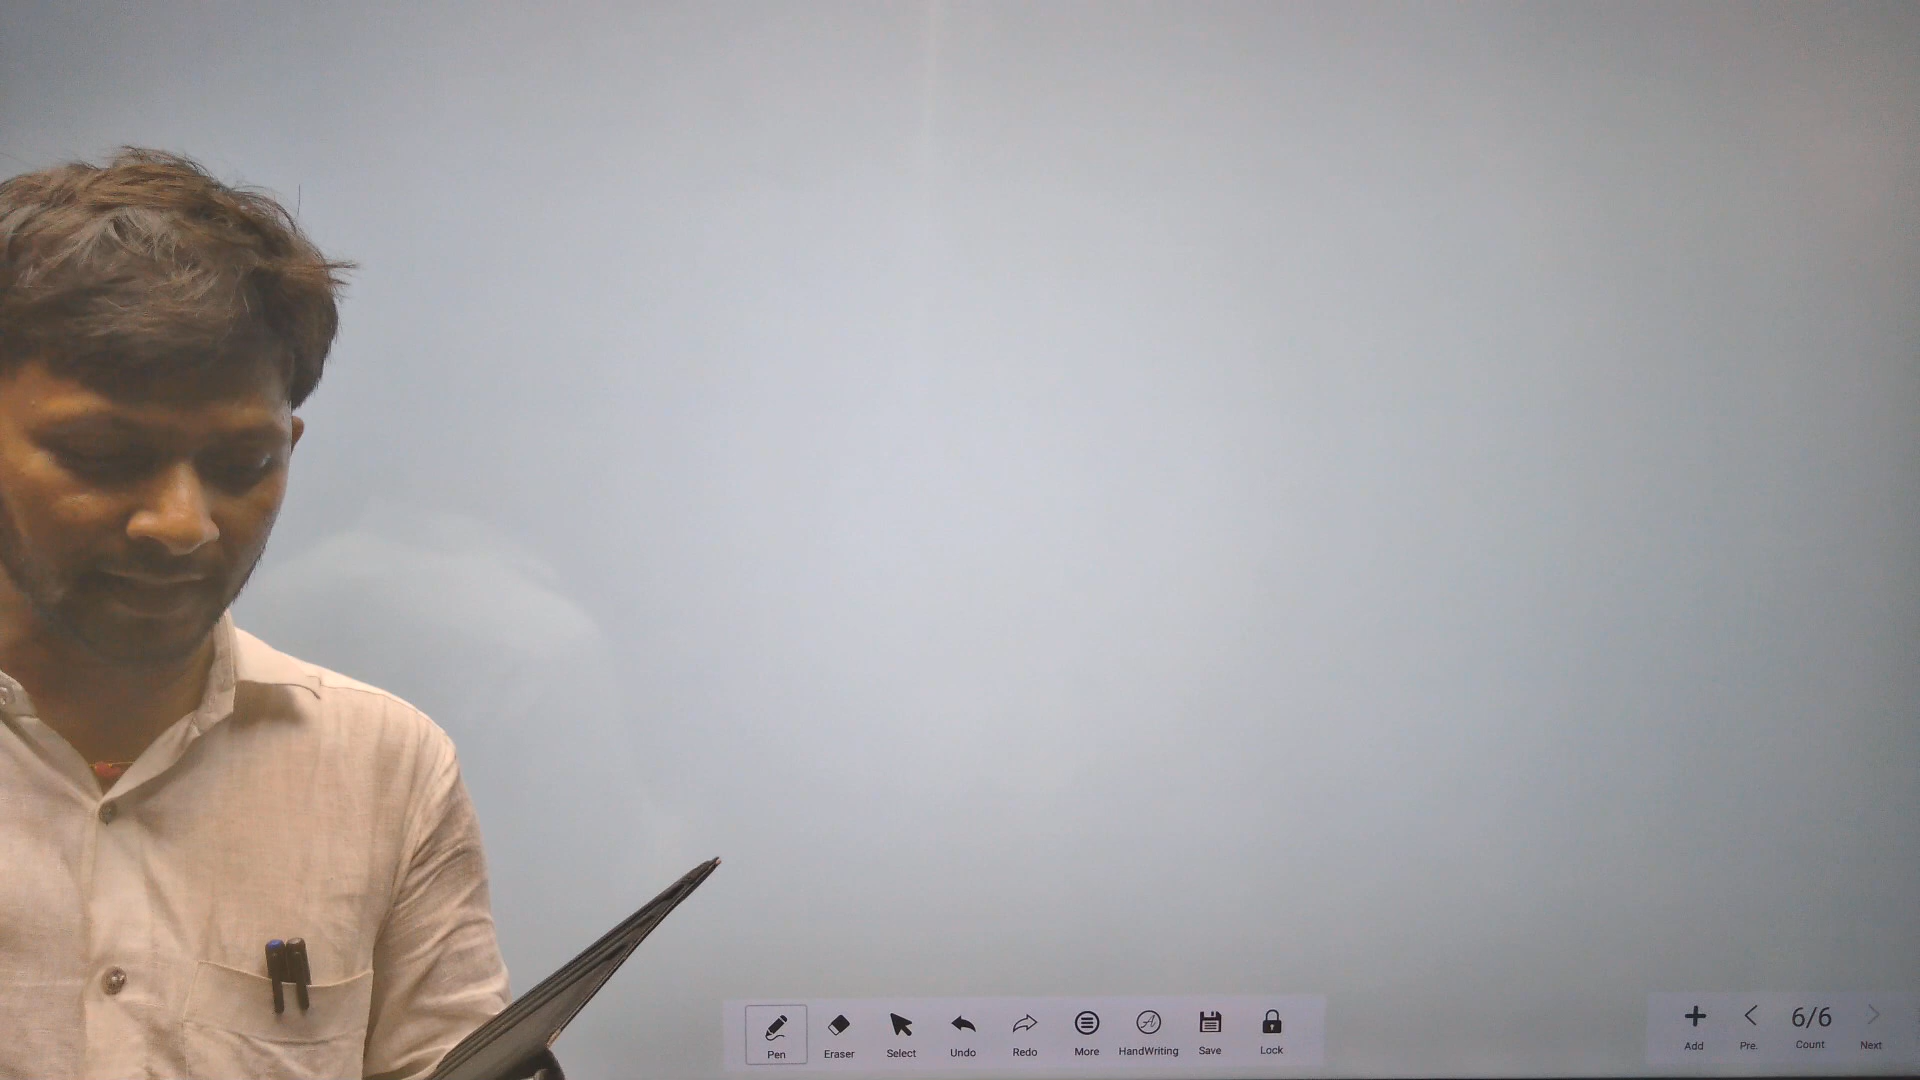 Pen Eraser Select Undo Redo More HandWriting Save Lock
Add Pre. 6/6 Count Next